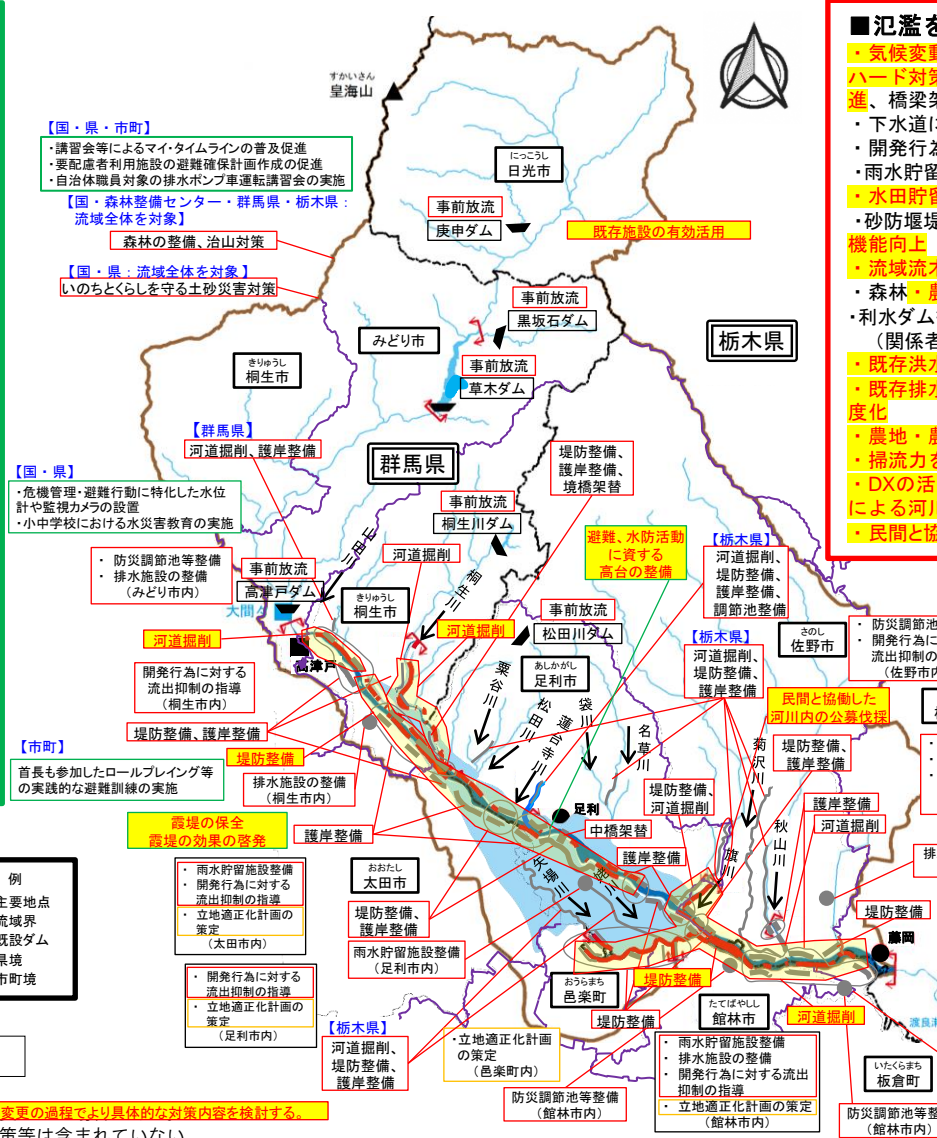 すかいさん
皇海山
【国・県・市町】
・講習会等によるマイ・タイムラインの普及促進
・要配慮者利用施設の避難確保計画作成の促進
・自治体職員対象の排水ポンプ車運転講習会の実施
【国・森林整備センター・群馬県・栃木県：
流域全体を対象】
森林の整備、治山対策
【国・県：流域全体を対象】
いのちとくらしを守る土砂災害対策
にっこうし
日光市
事前放流
庚申ダム
既存施設の有効活用
事前放流
黒坂石ダム
みどり市
事前放流
草木ダム
栃木県
きりゅうし
桐生市
【群馬県】
河道掘削、護岸整備
群馬県
堤防整備、
護岸整備、
境橋架替
【国・県】
・危機管理・避難行動に特化した水位
計や監視カメラの設置
・小中学校における水災害教育の実施
事前放流
桐生川ダム
避難、水防活動
に資する
高台の整備
【栃木県】
河道掘削、
堤防整備、
護岸整備、
調節池整備
・ 防災調節池等整備
・ 排水施設の整備
（みどり市内）
事前放流
高津戸ダム
大間々
山田川
河道掘削
桐生川
きりゅうし
桐生市
事前放流
松田川ダム
河道掘削
河道掘削
高津戸
あしかがし
足利市
【栃木県】
河道掘削、
堤防整備、
護岸整備
さのし
佐野市
・ 防災調節池
・ 開発行為に
流出抑制の
（佐野市内
開発行為に対する
流出抑制の指導
（桐生市内）
粟谷川
松田川
蓮台寺川
袋川
名草川
民間と協働した
河川内の公募伐採
堤防整備、護岸整備
【市町】
首長も参加したロールプレイング等
の実践的な避難訓練の実施
堤防整備
排水施設の整備
（桐生市内）
菊沢川
堤防整備、
護岸整備
堤防整備、
河道掘削
足利
護岸整備
河道掘削
霞堤の保全
霞堤の効果の啓発
護岸整備
中橋架替
護岸整備
旗川
秋山川
排
例
主要地点
流域界
既設ダム
県境
市町境
・ 雨水貯留施設整備
・ 開発行為に対する
流出抑制の指導
・ 立地適正化計画の
策定
（太田市内）
おおたし
太田市
矢場川
堤防整備、
護岸整備
堤防整備
藤岡
雨水貯留施設整備
（足利市内）
・ 開発行為に対する
流出抑制の指導
・ 立地適正化計画の
策定
（足利市内）
おうらまち
邑楽町
堤防整備
たてばやしし
館林市
河道掘削
渡良瀬
【栃木県】
河道掘削、
堤防整備、
護岸整備
・立地適正化計画
の策定
（邑楽町内）
堤防整備
・ 雨水貯留施設整備
・ 排水施設の整備
・ 開発行為に対する流出
抑制の指導
・ 立地適正化計画の策定
（館林市内）
いたくらまち
板倉町
防災調節池等整備
（館林市内）
防災調節池等整
（館林市内）
変更の過程でより具体的な対策内容を検討する。
策等は含まれていない
■氾濫を
・気候変動
ハード対策
進、橋梁架
・下水道に
・開発行為
・雨水貯留
・水田貯留
・砂防堰堤
機能向上
・流域流木
・森林・農
・利水ダム
（関係者
・既存洪水
・既存排水
度化
・農地・農
・掃流力を
・DXの活
による河川
・民間と協